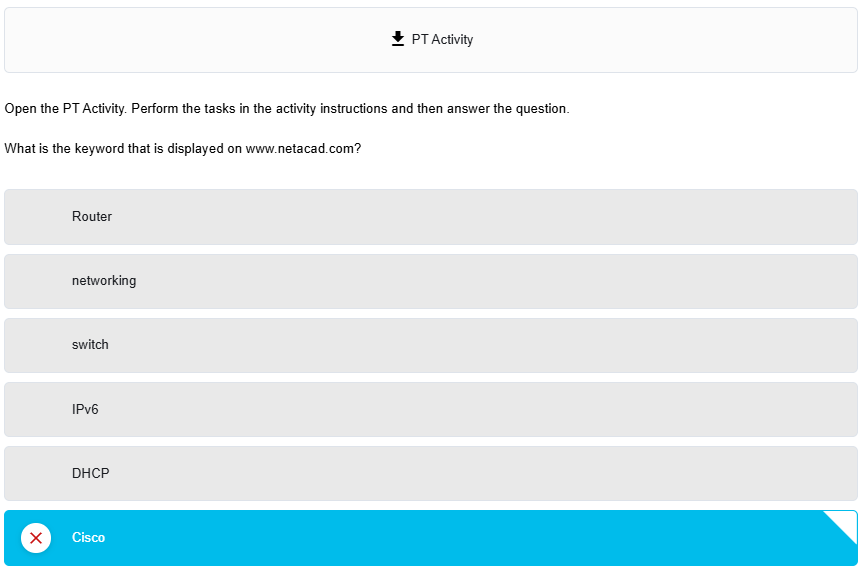 PT Activity
Open the PT Activity. Perform the tasks in the activity instructions and then answer the question.
What is the keyword that is displayed on www.netacad.com?
Router
networking
switch
IPv6
DHCP
Cisco